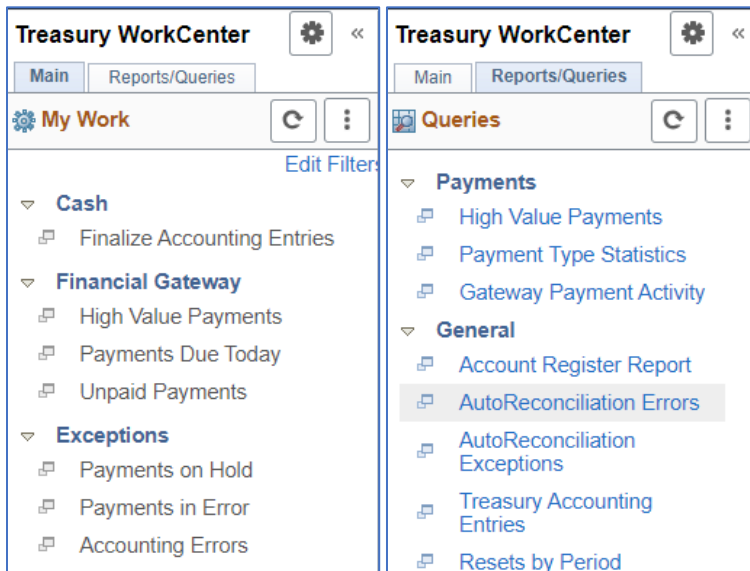 Treasury WorkCenter
«
Main
Reports/Queries
My Work
Edit Filters
Cash
Finalize Accounting Entries
Financial Gateway
High Value Payments
Payments Due Today
Unpaid Payments
Exceptions
Payments on Hold
Payments in Error
Accounting Errors
Treasury WorkCenter
«
Main
Reports/Queries
Queries
Payments
High Value Payments
Payment Type Statistics
Gateway Payment Activity
General
Account Register Report
AutoReconciliation Errors
AutoReconciliation
Exceptions
Treasury Accounting
Entries
Resets by Period